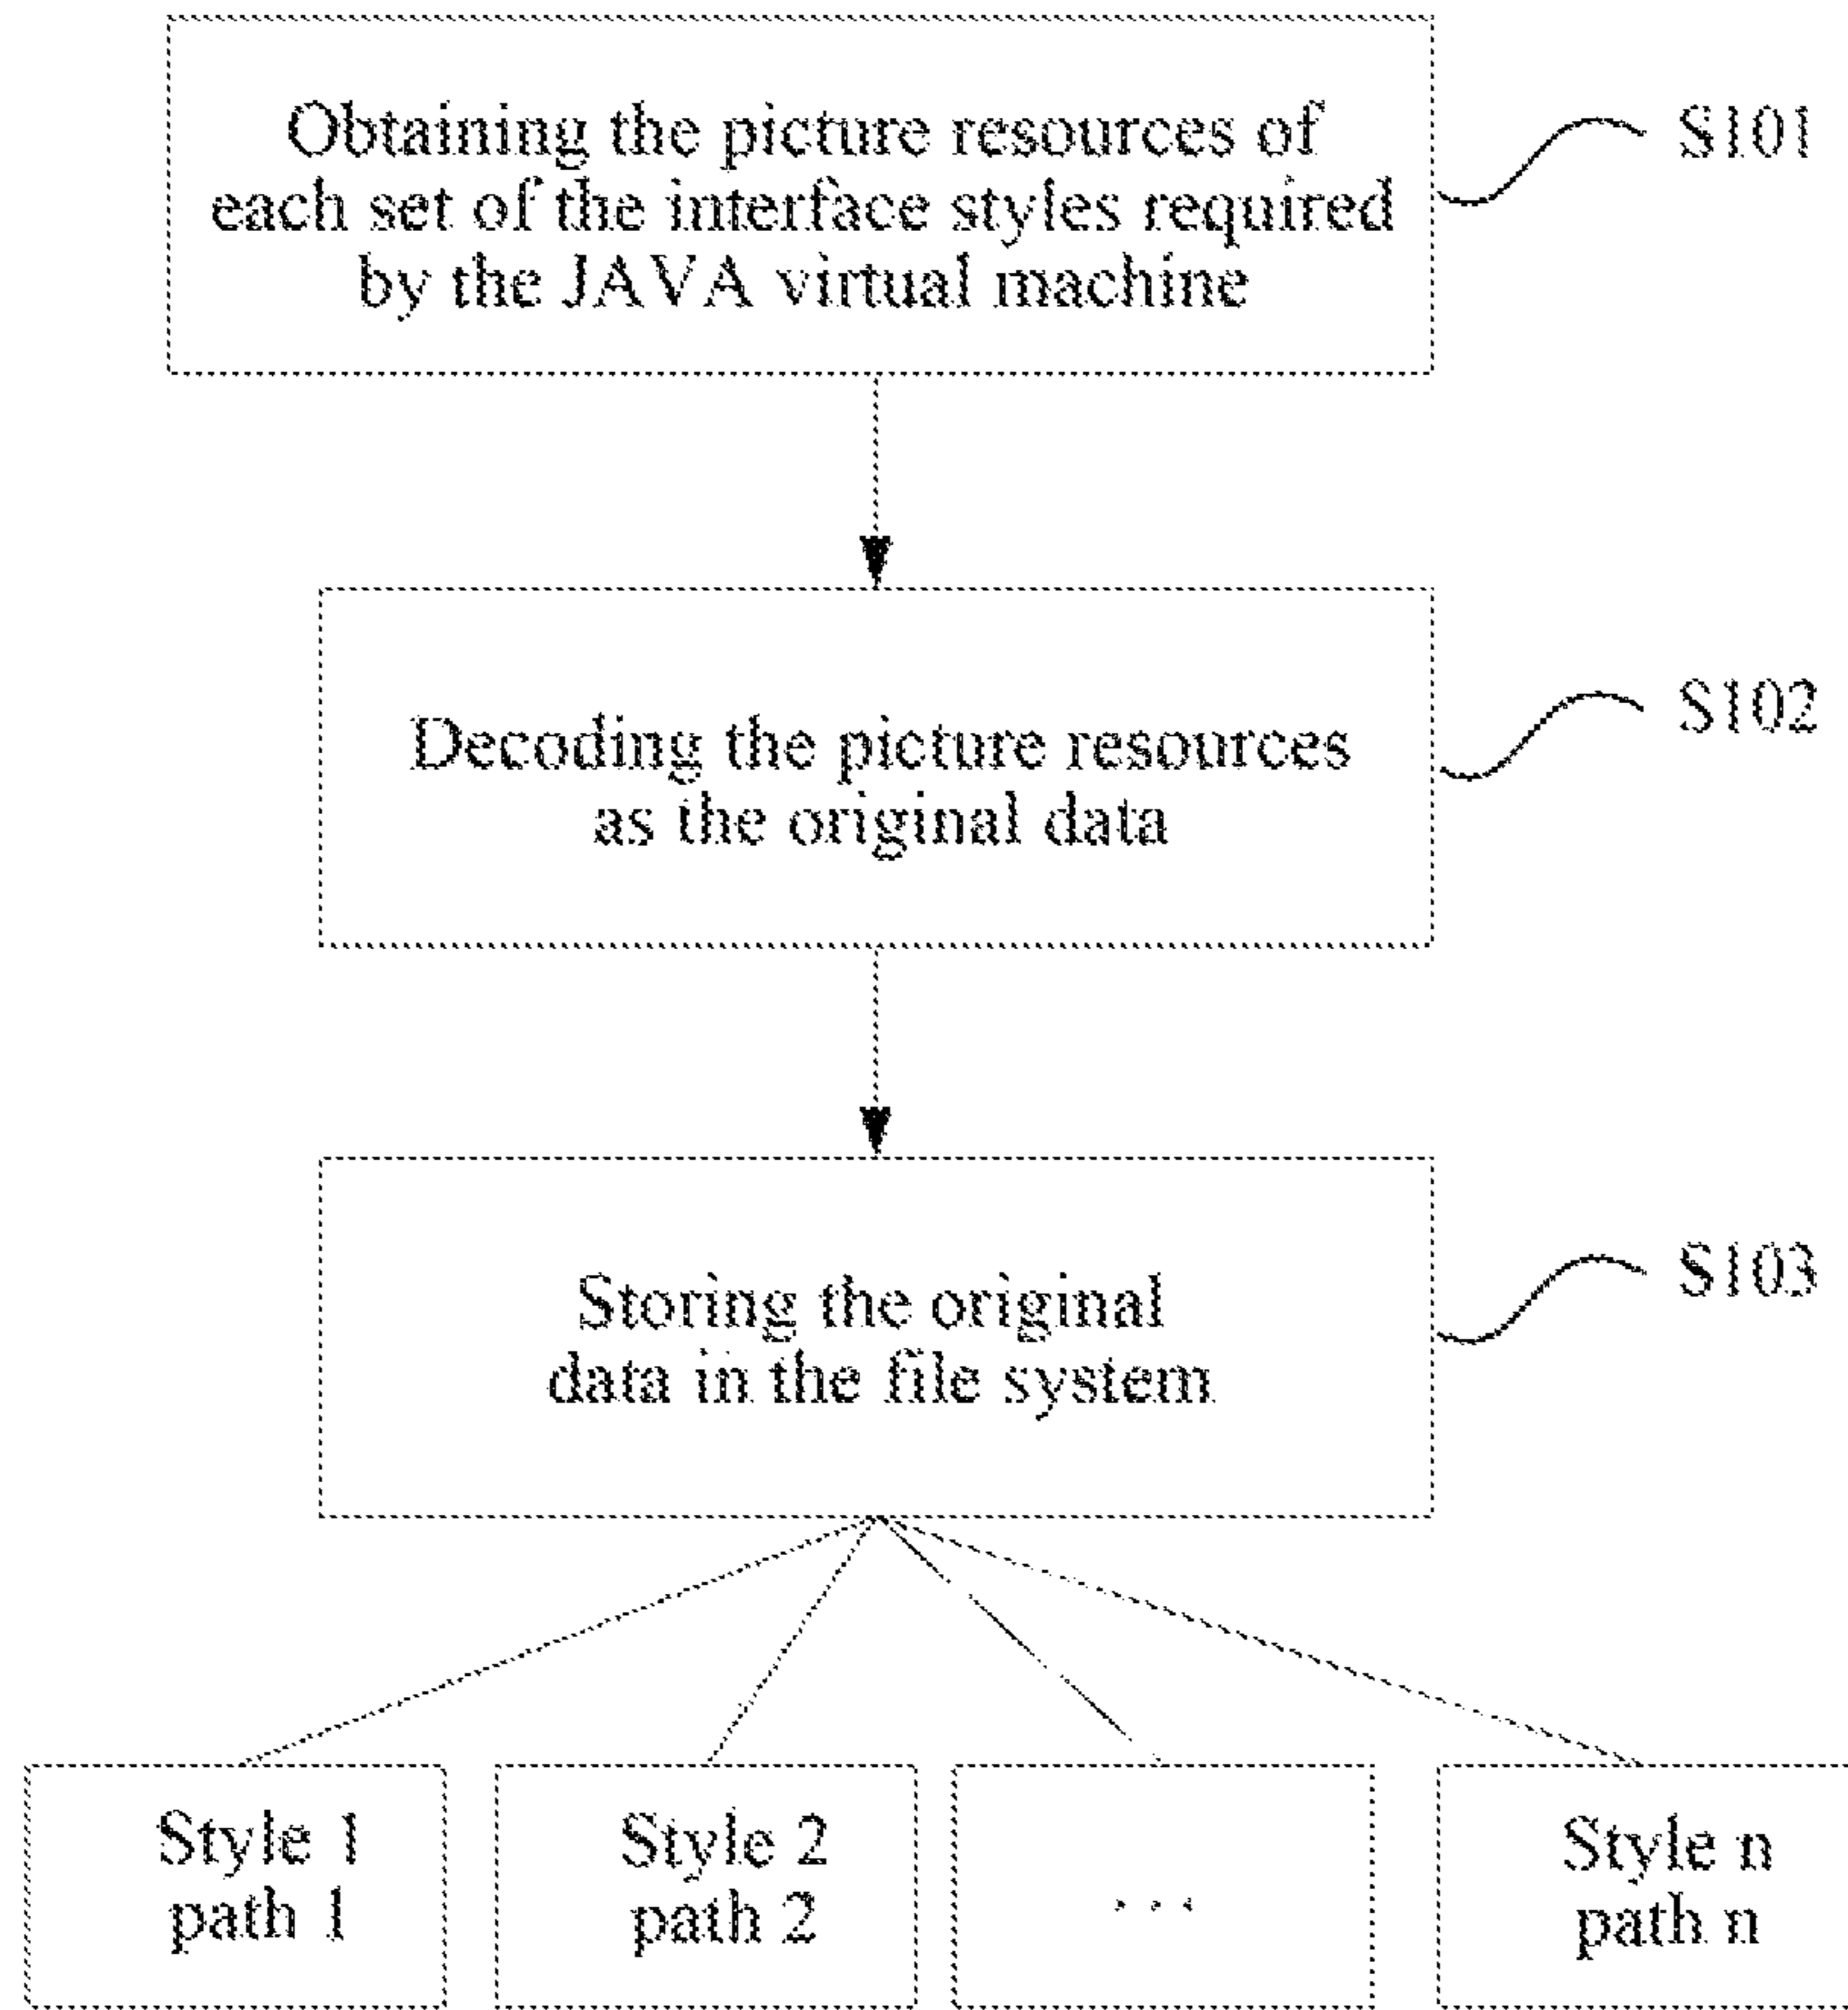 Obtaining the picture resources of
each set of the interface styles required
by the JAVA virtual machine
S101
Decoding the picture resources
as the original data
S102
Storing the original
data in the file system
S103
Style 1
path 1
Style 2
path 2
...
Style n
path n